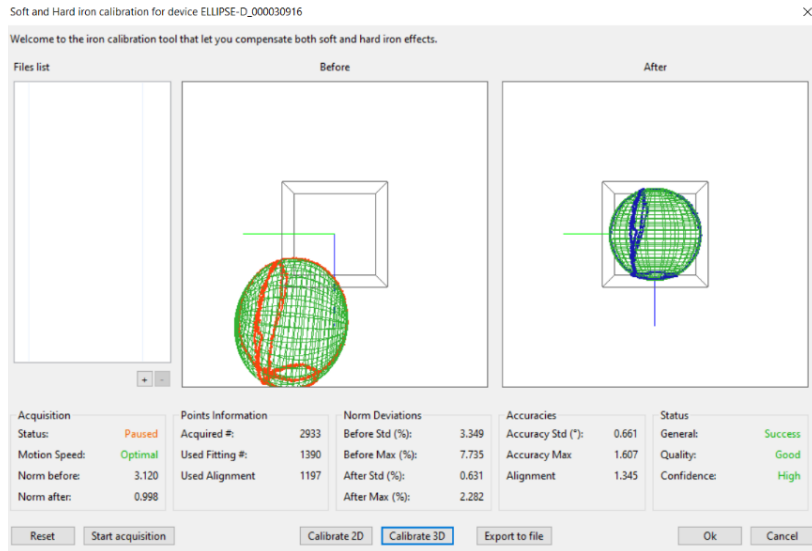 Soft and Hard iron calibration for device ELLIPSE-D_000030916
Welcome to the iron calibration tool that let you compensate both soft and hard iron effects.
Files list
Before
After
+ -
Acquisition
Status: Paused
Motion Speed: Optimal
Norm before: 3.120
Norm after: 0.998
Points Information
Acquired #: 2933
Used Fitting #: 1390
Used Alignment 1197
Norm Deviations
Before Std (%): 3.349
Before Max (%): 7.735
After Std (%): 0.631
After Max (%): 2.282
Accuracies
Accuracy Std (°): 0.661
Accuracy Max 1.607
Alignment 1.345
Status
General: Success
Quality: Good
Confidence: High
Reset Start acquisition Calibrate 2D Calibrate 3D Export to file Ok Cancel